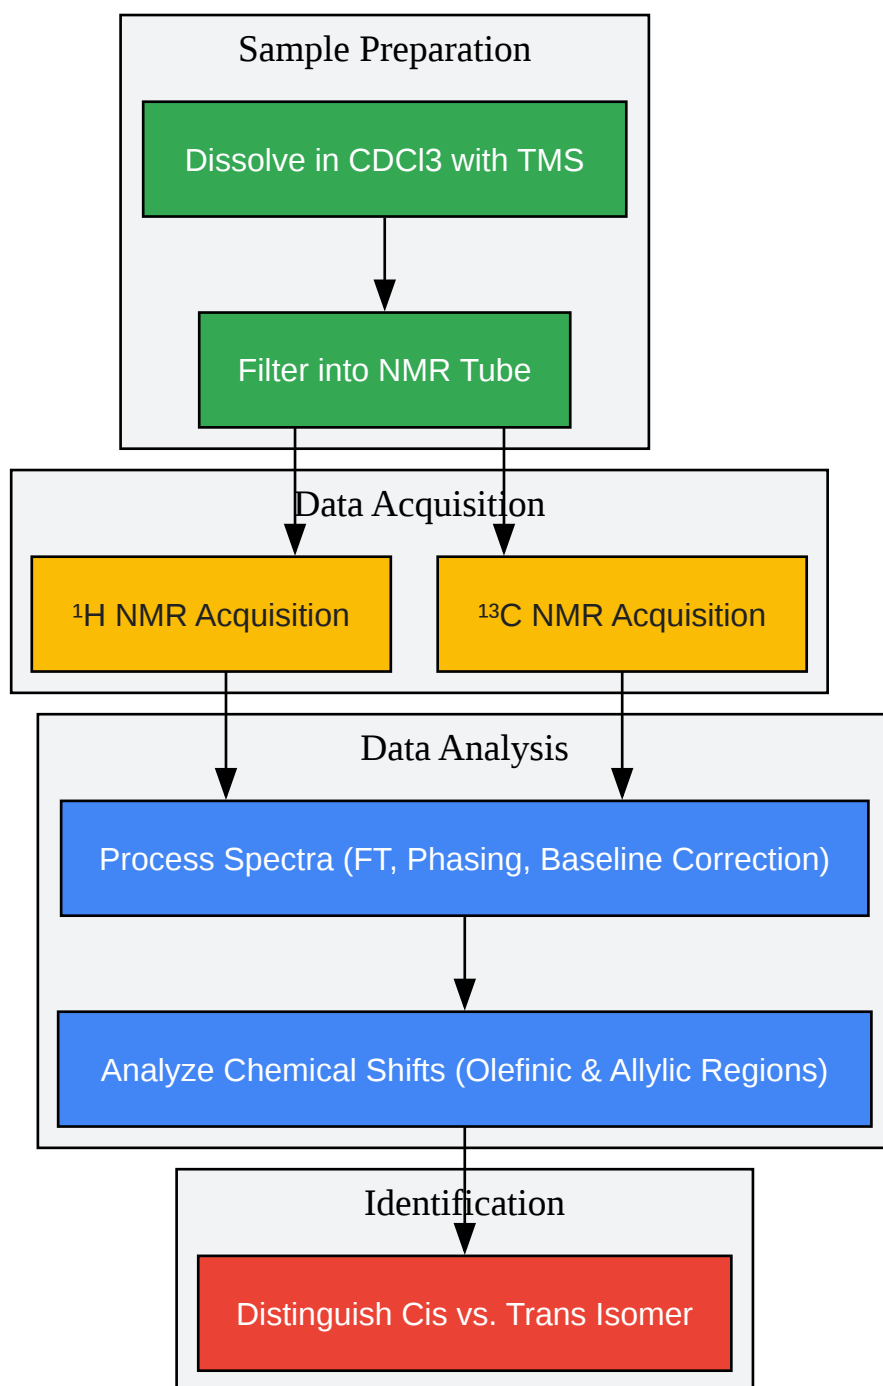 Sample Preparation
Dissolve in CDCl3 with TMS
Filter into NMR Tube
Data Acquisition
¹H NMR Acquisition
¹³C NMR Acquisition
Data Analysis
Process Spectra (FT, Phasing, Baseline Correction)
Analyze Chemical Shifts (Olefinic & Allylic Regions)
Identification
Distinguish Cis vs. Trans Isomer